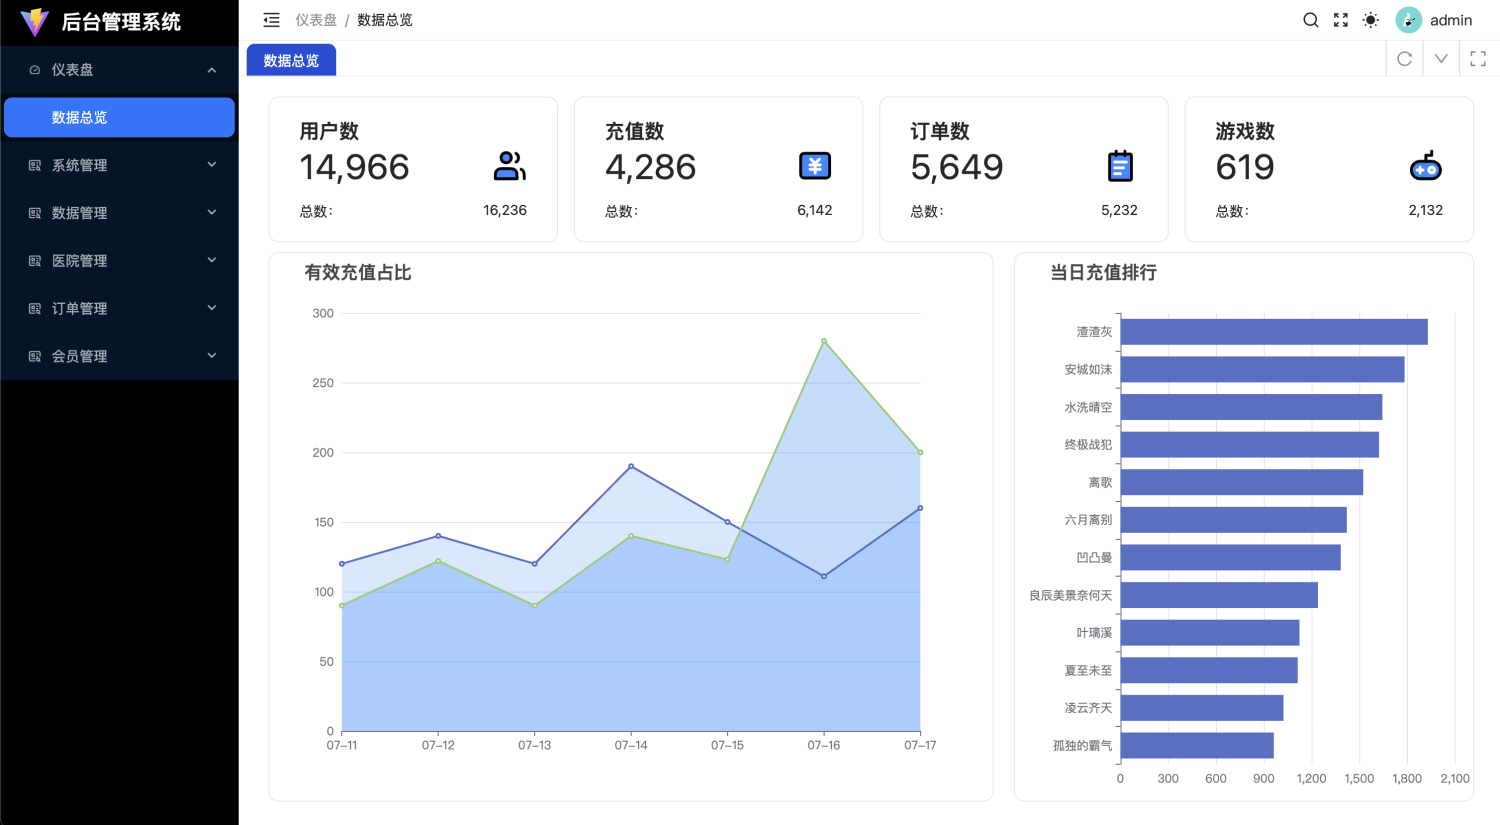 后台管理系统
仪表盘 / 数据总览
admin
仪表盘
数据总览
系统管理
数据管理
医院管理
订单管理
会员管理
数据总览
用户数
14,966
总数：
16,236
充值数
4,286
总数：
6,142
订单数
5,649
总数：
5,232
游戏数
619
总数：
2,132
有效充值占比
300
250
200
150
100
50
0
07-11
07-12
07-13
07-14
07-15
07-16
07-17
当日充值排行
渣渣灰
安城如沫
水洗晴空
终极战犯
离歌
六月离别
凹凸曼
良辰美景奈何天
叶璃溪
夏至未至
凌云齐天
孤独的霸气
0
300
600
900
1,200
1,500
1,800
2,100